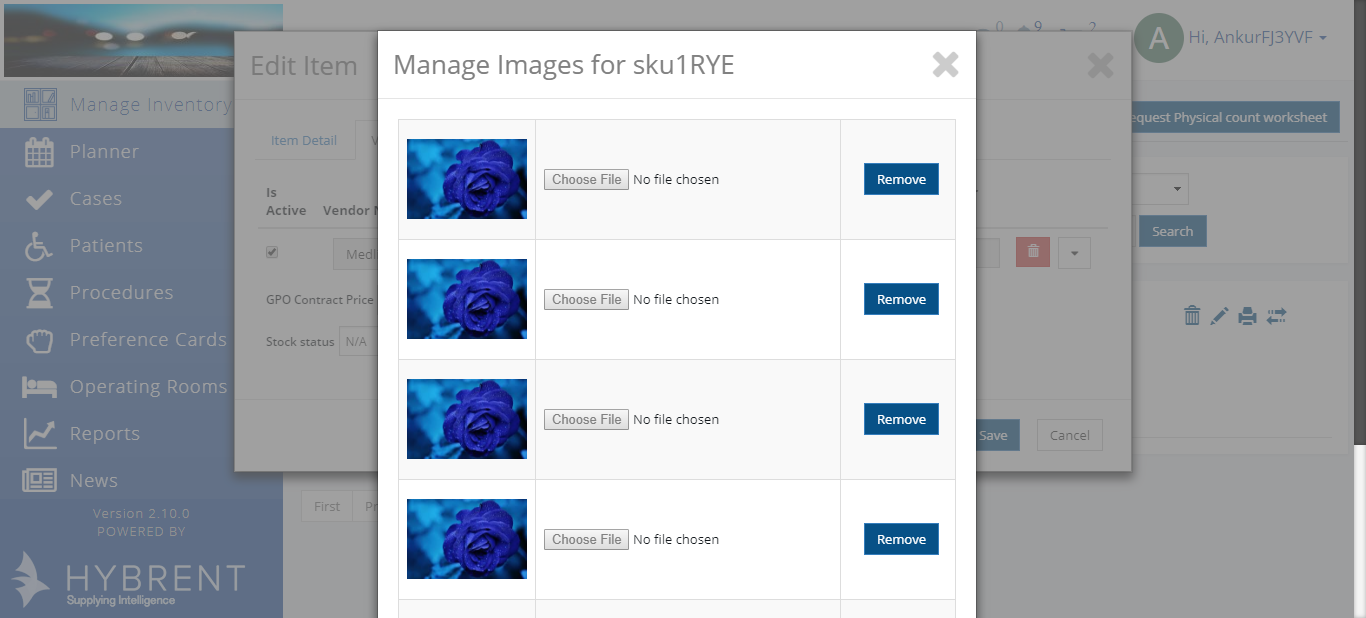 0 9 2
A Hi, AnkurFJ3YVF
Manage Inventory
Planner
Cases
Patients
Procedures
Preference Cards
Operating Rooms
Reports
News
Version 2.10.0
POWERED BY
HYBRENT
Supplying Intelligence
Edit Item
Item Detail
Is
Active Vendor
GPO Contract Price
Stock status N/A
Save Cancel
Manage Images for sku1RYE
Choose File No file chosen Remove
Choose File No file chosen Remove
Choose File No file chosen Remove
Choose File No file chosen Remove
equest Physical count worksheet
Search
First